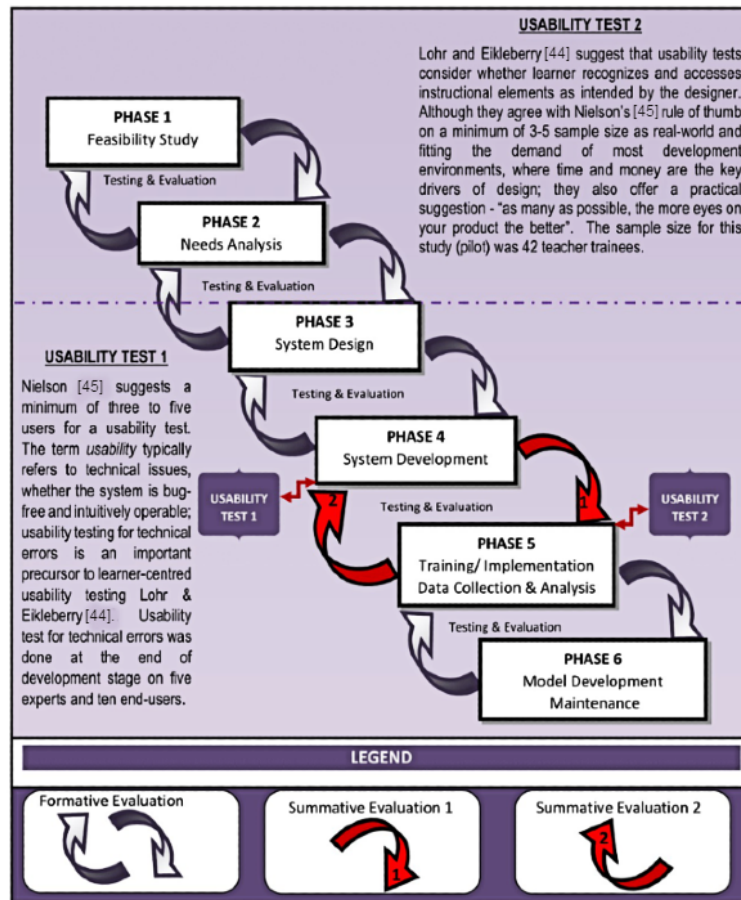 USABILITY TEST 2
Lohr and Eikleberry[44] suggest that usability tests
consider whether learner recognizes and accesses
instructional elements as intended by the designer.
Although they agree with Nielson's[45] rule of thumb
on a minimum of 3-5 sample size as real-world and
fitting the demand of most development
environments, where time and money are the key
drivers of design; they also offer a practical
suggestion - "as many as possible, the more eyes on
your product the better". The sample size for this
study (pilot) was 42 teacher trainees.
PHASE 1
Feasibility Study
Testing & Evaluation
PHASE 2
Needs Analysis
Testing & Evaluation
PHASE 3
System Design
Testing & Evaluation
PHASE 4
System Development
Testing & Evaluation
2
1
USABILITY
TEST 1
USABILITY
TEST 2
PHASE 5
Training/ Implementation
Data Collection & Analysis
Testing & Evaluation
PHASE 6
Model Development
Maintenance
USABILITY TEST 1
Nielson [45] suggests a
minimum of three to five
users for a usability test.
The term usability typically
refers to technical issues,
whether the system is bug-
free and intuitively operable;
usability testing for technical
errors is an important
precursor to learner-centred
usability testing Lohr &
Eikleberry[44]. Usability
test for technical errors was
done at the end of
development stage on five
experts and ten end-users.
LEGEND
Formative Evaluation
Summative Evaluation 1
1
Summative Evaluation 2
2